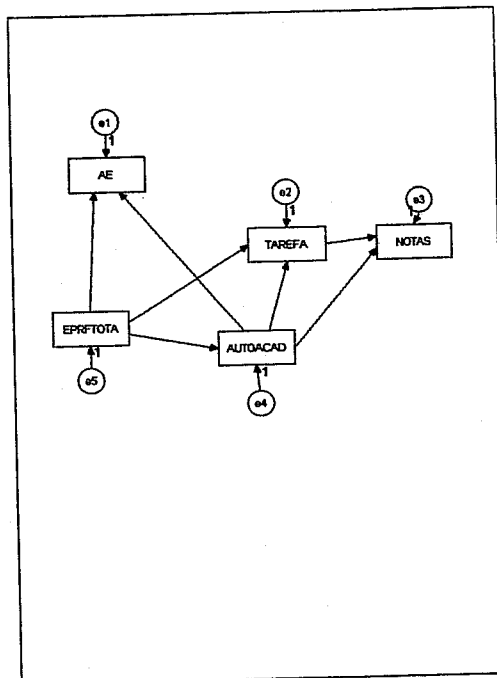 e1
1
AE
e2
1
TAREFA
e3
1
NOTAS
EPRFTOTA
1
e5
AUTOACAD
1
e4